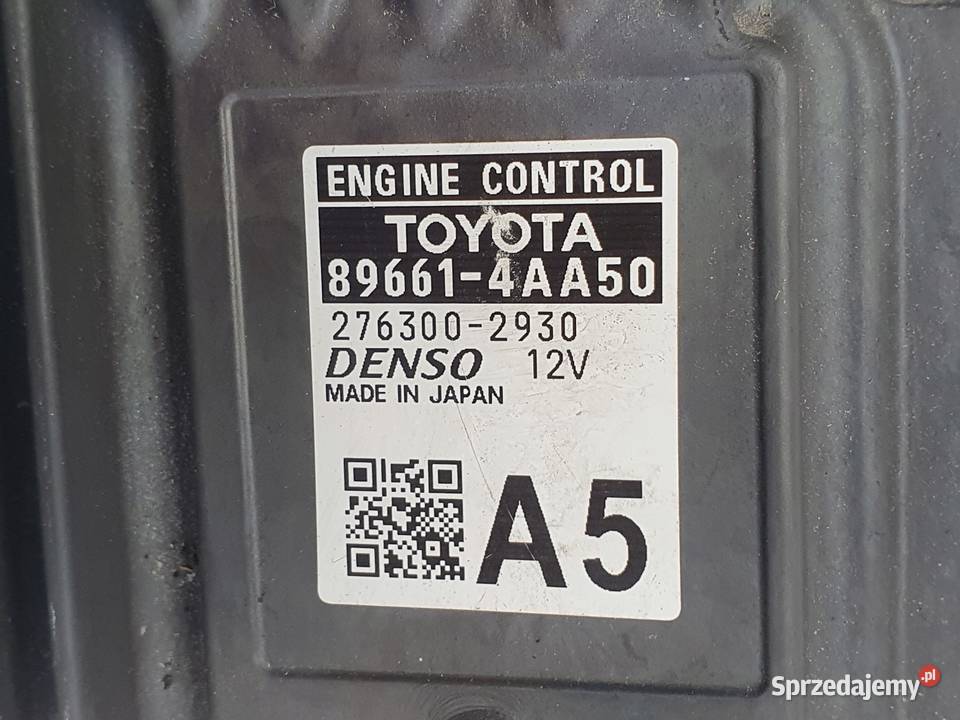 ENGINE CONTROL
TOYOTA
89661-4AA50
276300-2930
DENSO 12V
MADE IN JAPAN
A5
Sprzedajemy.pl